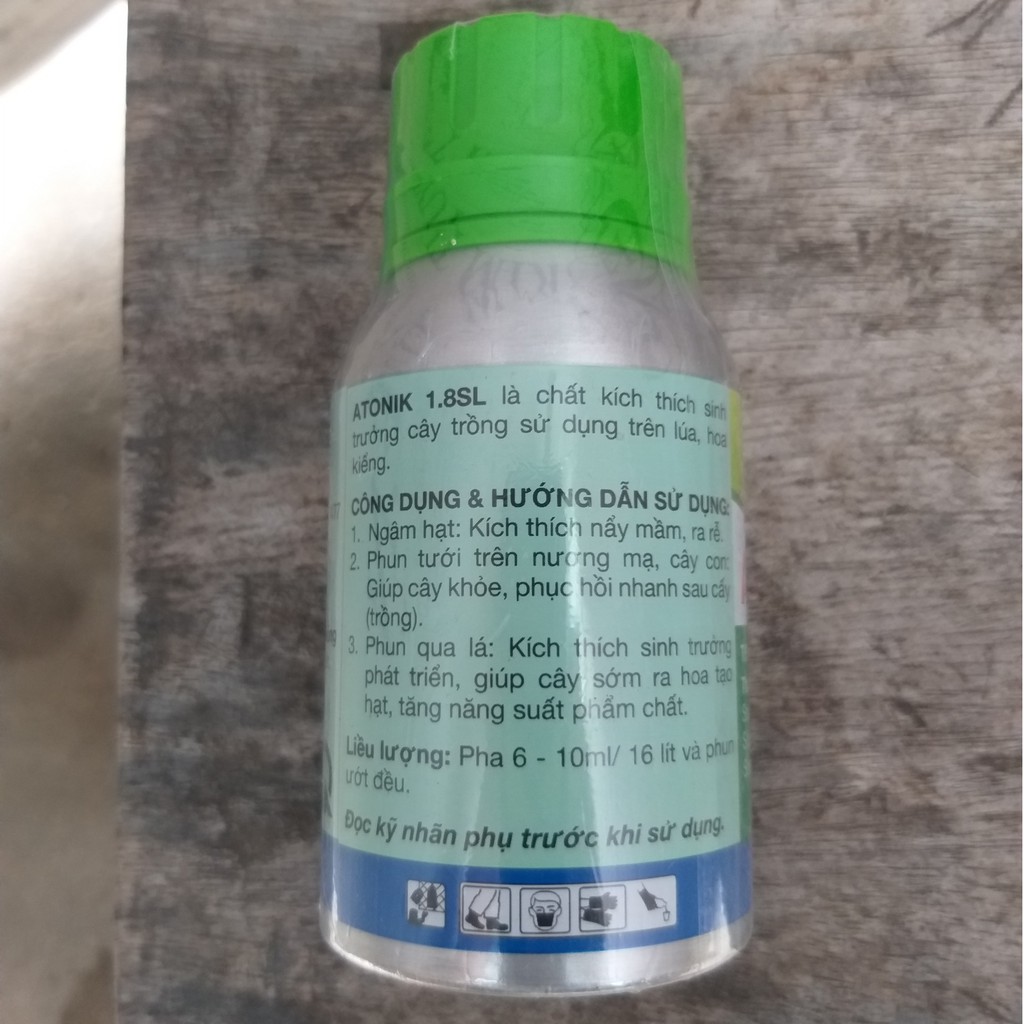 ATONIK 1.8SL là chất kích thích sinh
trưởng cây trồng sử dụng trên lúa, hoa
kiểng.
CÔNG DỤNG & HƯỚNG DẪN SỬ DỤNG:
1. Ngâm hạt: Kích thích nẩy mầm, ra rễ.
2. Phun tưới trên nương mạ, cây con:
Giúp cây khỏe, phục hồi nhanh sau cấy
(trồng).
3. Phun qua lá: Kích thích sinh trưởng
phát triển, giúp cây sớm ra hoa tạo
hạt, tăng năng suất phẩm chất.
Liều lượng: Pha 6 - 10ml/ 16 lít và phun
ướt đều.
Đọc kỹ nhãn phụ trước khi sử dụng.